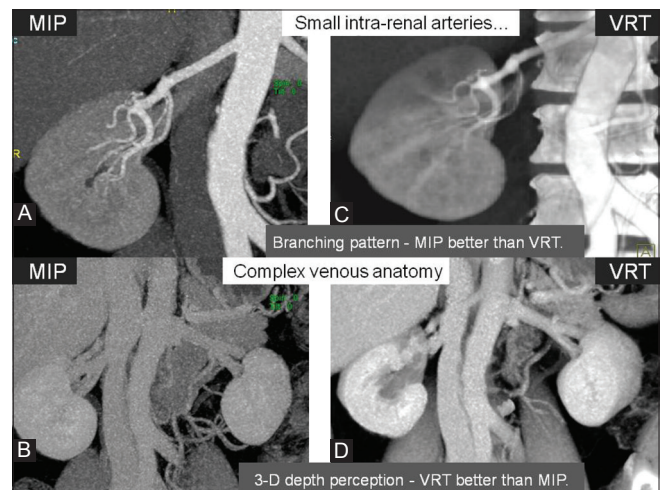 MIP
Small intra-renal arteries...
VRT
R
A
C
Branching pattern - MIP better than VRT.
A
MIP
Complex venous anatomy
VRT
B
D
3-D depth perception - VRT better than MIP.